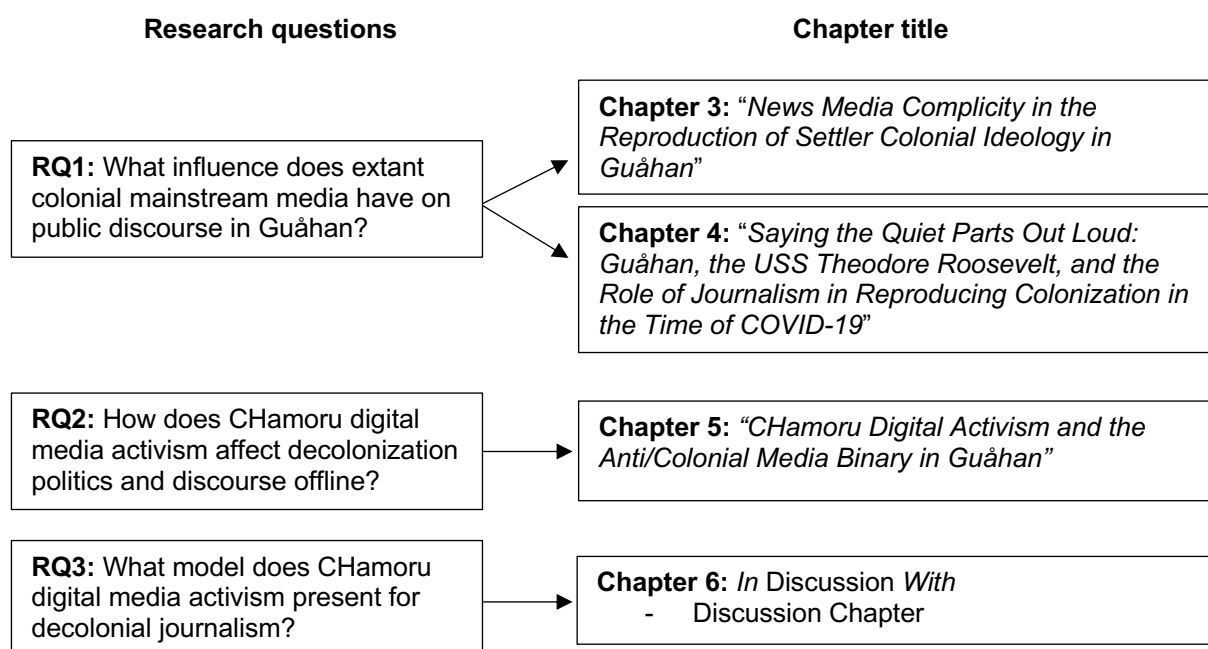 Research questions
Chapter title
RQ1: What influence does extant
colonial mainstream media have on
public discourse in Guåhan?
Chapter 3: “News Media Complicity in the
Reproduction of Settler Colonial Ideology in
Guåhan”
Chapter 4: “Saying the Quiet Parts Out Loud:
Guåhan, the USS Theodore Roosevelt, and the
Role of Journalism in Reproducing Colonization in
the Time of COVID-19”
RQ2: How does CHamoru digital
media activism affect decolonization
politics and discourse offline?
Chapter 5: “CHamoru Digital Activism and the
Anti/Colonial Media Binary in Guåhan”
RQ3: What model does CHamoru
digital media activism present for
decolonial journalism?
Chapter 6: In Discussion With
- Discussion Chapter